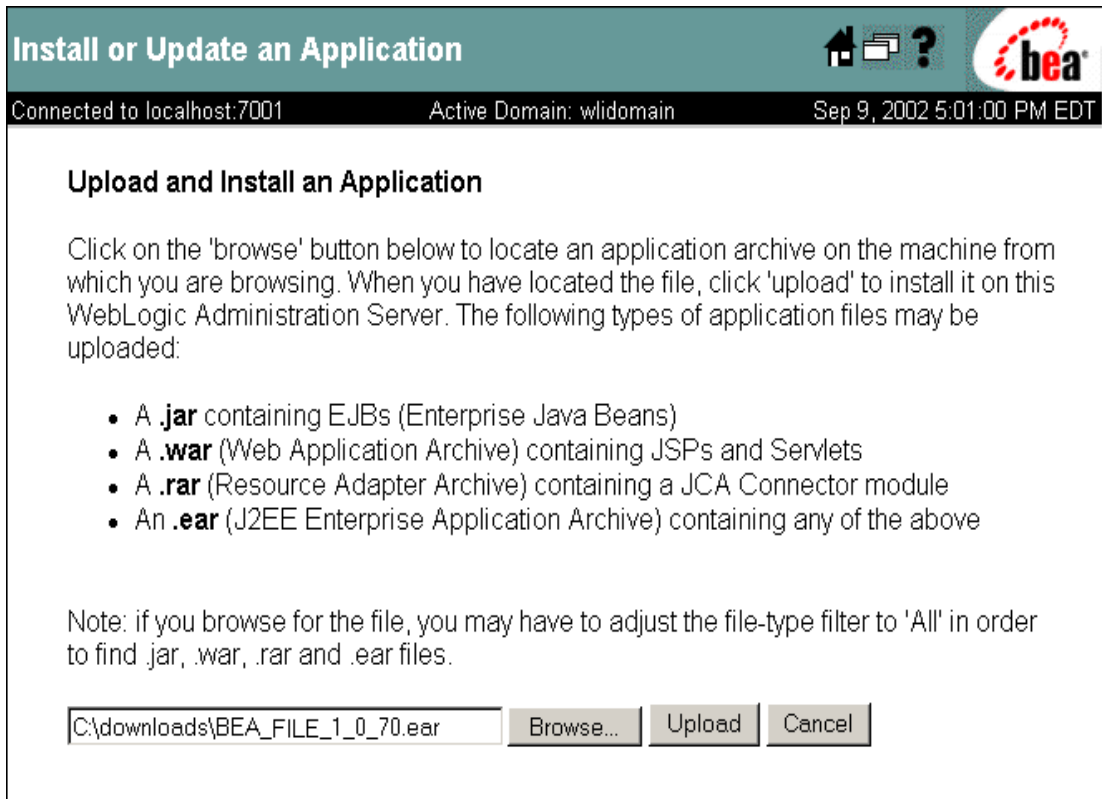 Install or Update an Application
bea
Connected to localhost:7001 Active Domain: wlidomain Sep 9, 2002 5:01:00 PM EDT
Upload and Install an Application
Click on the 'browse' button below to locate an application archive on the machine from
which you are browsing. When you have located the file, click 'upload' to install it on this
WebLogic Administration Server. The following types of application files may be
uploaded:
• A .jar containing EJBs (Enterprise Java Beans)
• A .war (Web Application Archive) containing JSPs and Servlets
• A .rar (Resource Adapter Archive) containing a JCA Connector module
• An .ear (J2EE Enterprise Application Archive) containing any of the above
Note: if you browse for the file, you may have to adjust the file-type filter to 'All' in order
to find .jar, .war, .rar and .ear files.
C:\downloads\BEA_FILE_1_0_70.ear Browse... Upload Cancel